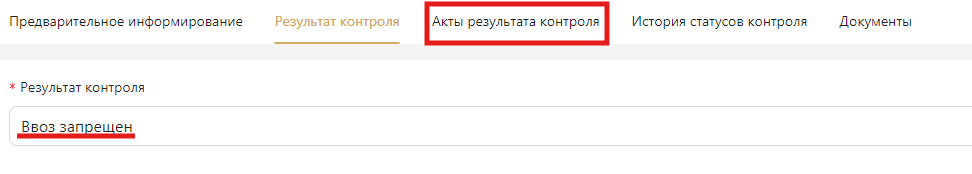 Предварительное информирование Результат контроля Акты результата контроля История статусов контроля Документы
* Результат контроля
Ввоз запрещен